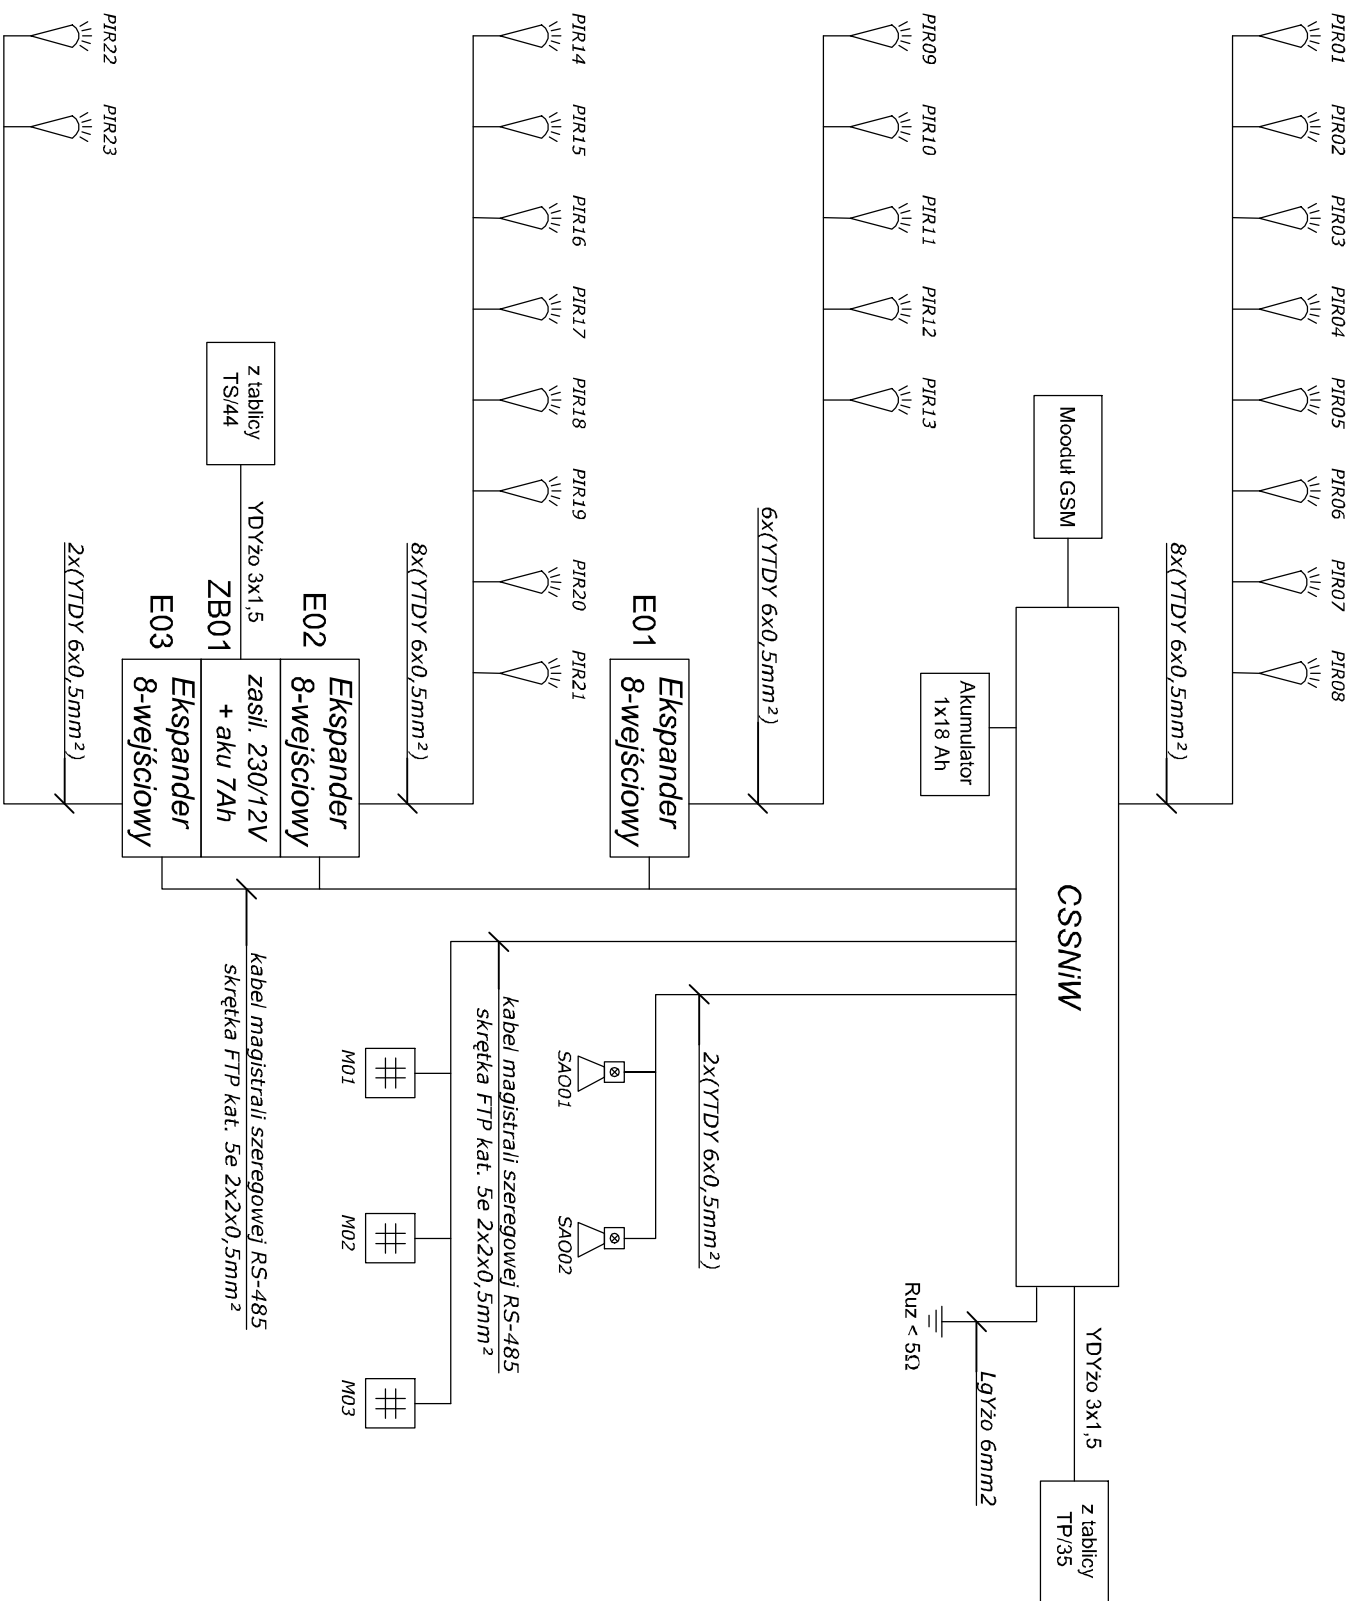 PIR01
PIR02
PIR03
PIR04
PIR05
PIR06
PIR07
PIR08
8x(YTDY 6x0,5mm²)
Mooduł GSM
CSSNiW
YDYżo 3x1,5
z tablicy
TP/35
Akumulator
1x18 Ah
LgYżo 6mm2
Ruz < 5Ω
PIR09
PIR10
PIR11
PIR12
PIR13
6x(YTDY 6x0,5mm²)
E01
Ekspander
8-wejściowy
2x(YTDY 6x0,5mm²)
SAO01
SAO02
PIR14
PIR15
PIR16
PIR17
PIR18
PIR19
PIR20
PIR21
8x(YTDY 6x0,5mm²)
kabel magistrali szeregowej RS-485
skrętka FTP kat. 5e 2x2x0,5mm²
M01
M02
M03
E02
Ekspander
8-wejściowy
z tablicy
TS/44
YDYżo 3x1,5
ZB01
zasil. 230/12V
+ aku 7Ah
kabel magistrali szeregowej RS-485
skrętka FTP kat. 5e 2x2x0,5mm²
E03
Ekspander
8-wejściowy
PIR22
PIR23
2x(YTDY 6x0,5mm²)